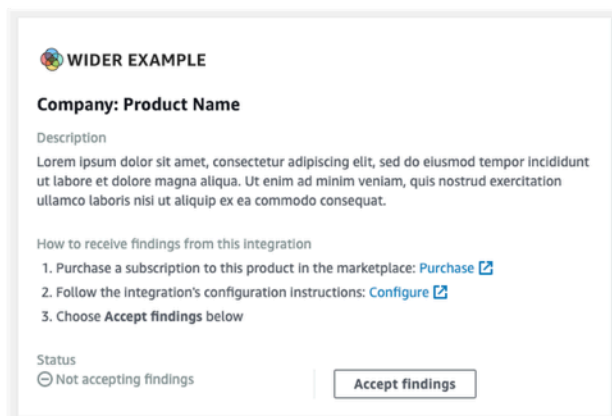 WIDER EXAMPLE
Company: Product Name
Description
Lorem ipsum dolor sit amet, consectetur adipiscing elit, sed do eiusmod tempor incididunt
ut labore et dolore magna aliqua. Ut enim ad minim veniam, quis nostrud exercitation
ullamco laboris nisi ut aliquip ex ea commodo consequat.
How to receive findings from this integration
1. Purchase a subscription to this product in the marketplace: Purchase
2. Follow the integration's configuration instructions: Configure
3. Choose Accept findings below
Status
Not accepting findings
Accept findings